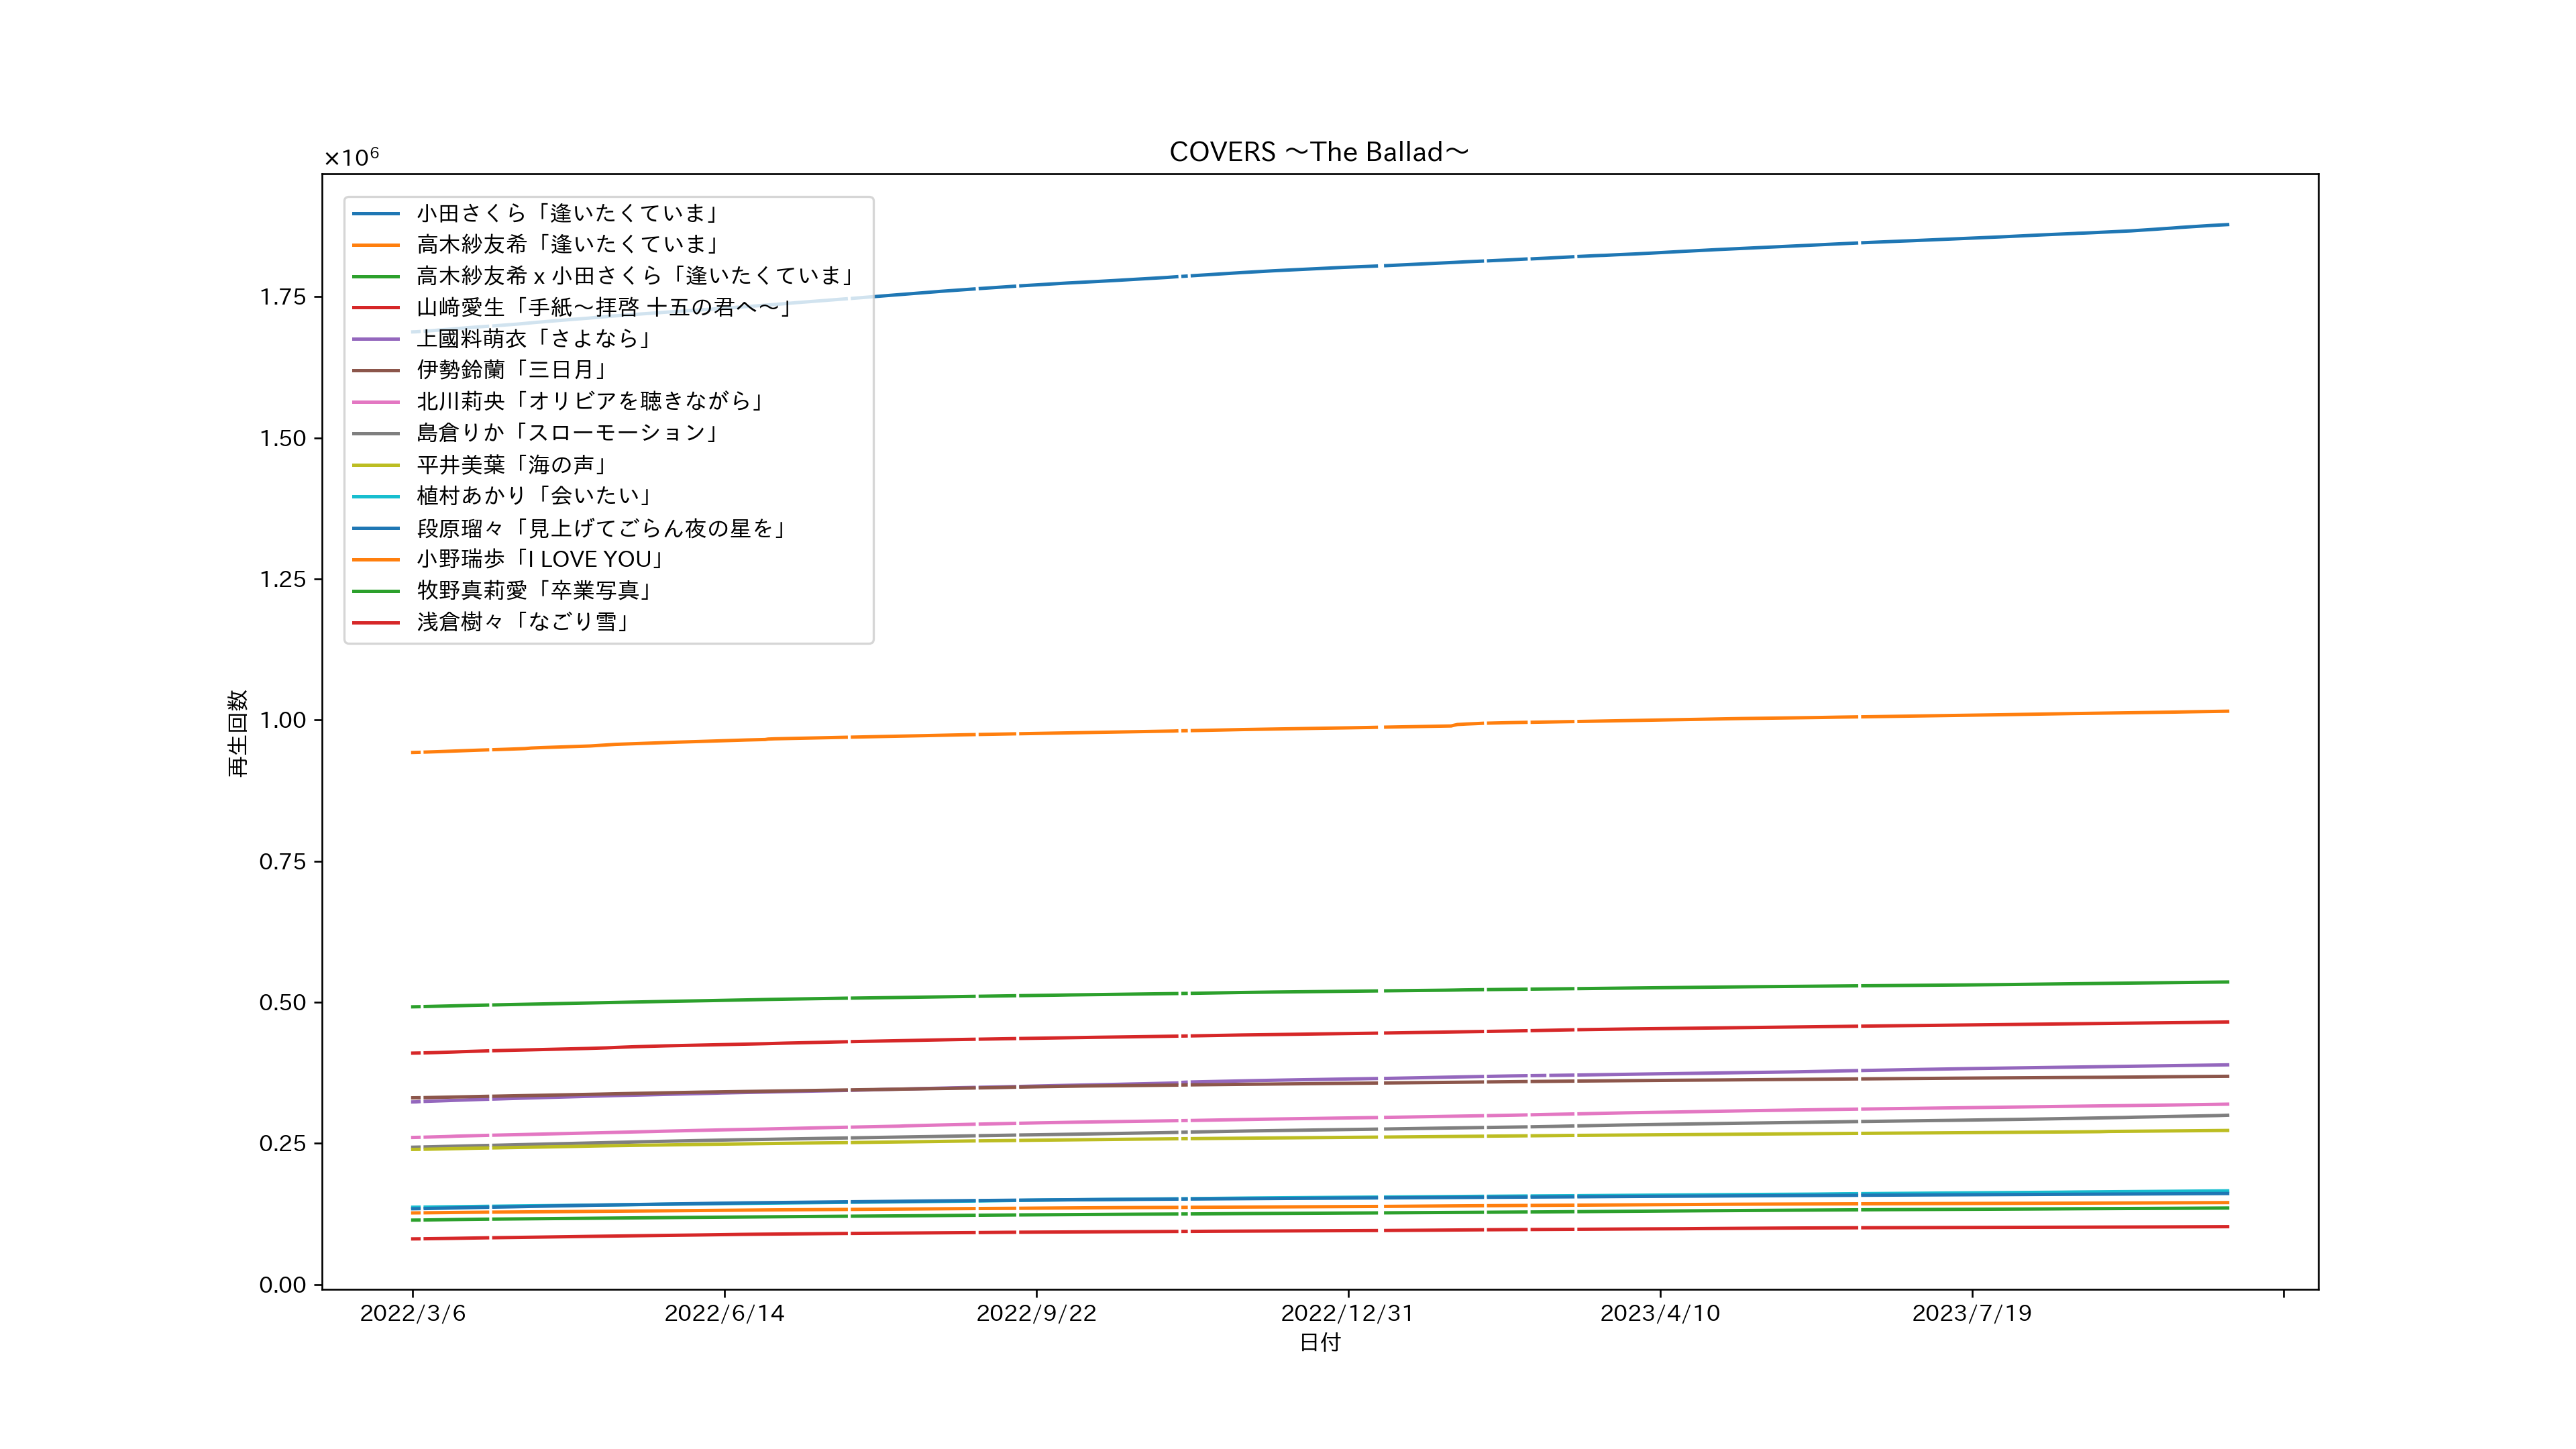 COVERS ～The Ballad～
×10⁶
1.75
1.50
1.25
1.00
0.75
0.50
0.25
0.00
再生回数
小田さくら「逢いたくていま」
高木紗友希「逢いたくていま」
高木紗友希 x 小田さくら「逢いたくていま」
山﨑愛生「手紙～拝啓 十五の君へ～」
上國料萌衣「さよなら」
伊勢鈴蘭「三日月」
北川莉央「オリビアを聴きながら」
島倉りか「スローモーション」
平井美葉「海の声」
植村あかり「会いたい」
段原瑠々「見上げてごらん夜の星を」
小野瑞歩「I LOVE YOU」
牧野真莉愛「卒業写真」
浅倉樹々「なごり雪」
2022/3/6 2022/6/14 2022/9/22 2022/12/31 2023/4/10 2023/7/19
日付